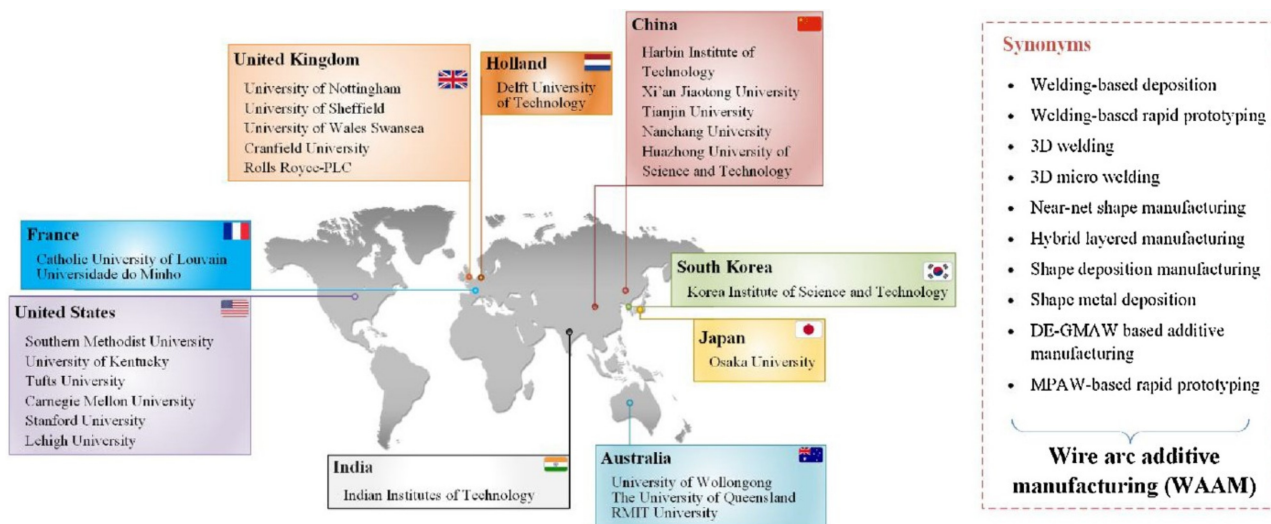 United Kingdom
University of Nottingham
University of Sheffield
University of Wales Swansea
Cranfield University
Rolls Royce-PLC
Holland
Delft University
of Technology
China
Harbin Institute of
Technology
Xi'an Jiaotong University
Tianjin University
Nanchang University
Huazhong University of
Science and Technology
France
Catholic University of Louvain
Universidade do Minho
United States
Southern Methodist University
University of Kentucky
Tufts University
Carnegie Mellon University
Stanford University
Lehigh University
South Korea
Korea Institute of Science and Technology
Japan
Osaka University
India
Indian Institutes of Technology
Australia
University of Wollongong
The University of Queensland
RMIT University
Synonyms
• Welding-based deposition
• Welding-based rapid prototyping
• 3D welding
• 3D micro welding
• Near-net shape manufacturing
• Hybrid layered manufacturing
• Shape deposition manufacturing
• Shape metal deposition
• DE-GMAW based additive
manufacturing
• MPAW-based rapid prototyping
Wire arc additive
manufacturing (WAAM)